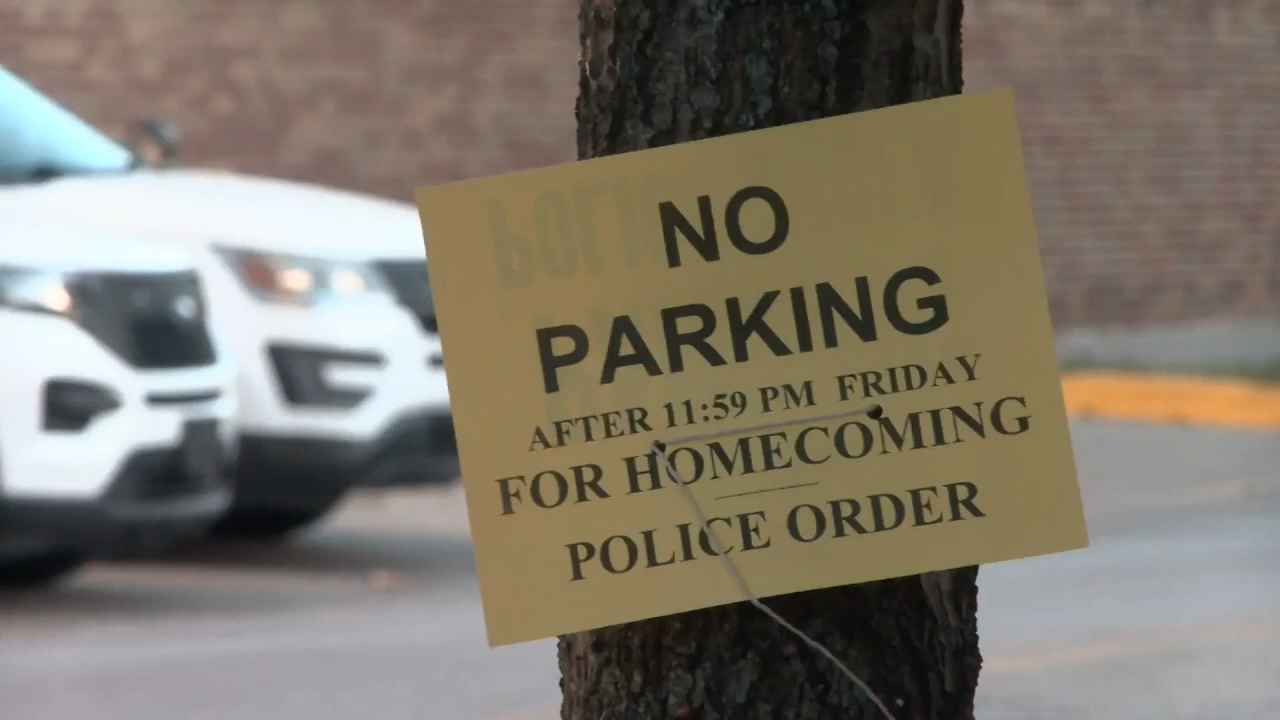 NO
PARKING
AFTER 11:59 PM FRIDAY
FOR HOMECOMING
POLICE ORDER